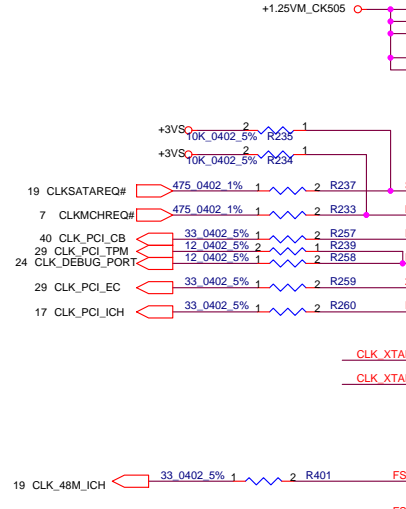 +1.25VM_CK505
+3VS 2 1
10K_0402_5% R235
+3VS 2 1
10K_0402_5% R234
19 CLKSATAREQ# 475_0402_1% 1 2 R237
7 CLKMCHREQ# 475_0402_1% 1 2 R233
40 CLK_PCI_CB 33_0402_5% 1 2 R257
29 CLK_PCI_TPM 12_0402_5% 2 1 R239
24 CLK_DEBUG_PORT 12_0402_5% 1 2 R258
29 CLK_PCI_EC 33_0402_5% 1 2 R259
17 CLK_PCI_ICH 33_0402_5% 1 2 R260
CLK_XTA
CLK_XTA
19 CLK_48M_ICH 33_0402_5% 1 2 R401 FS